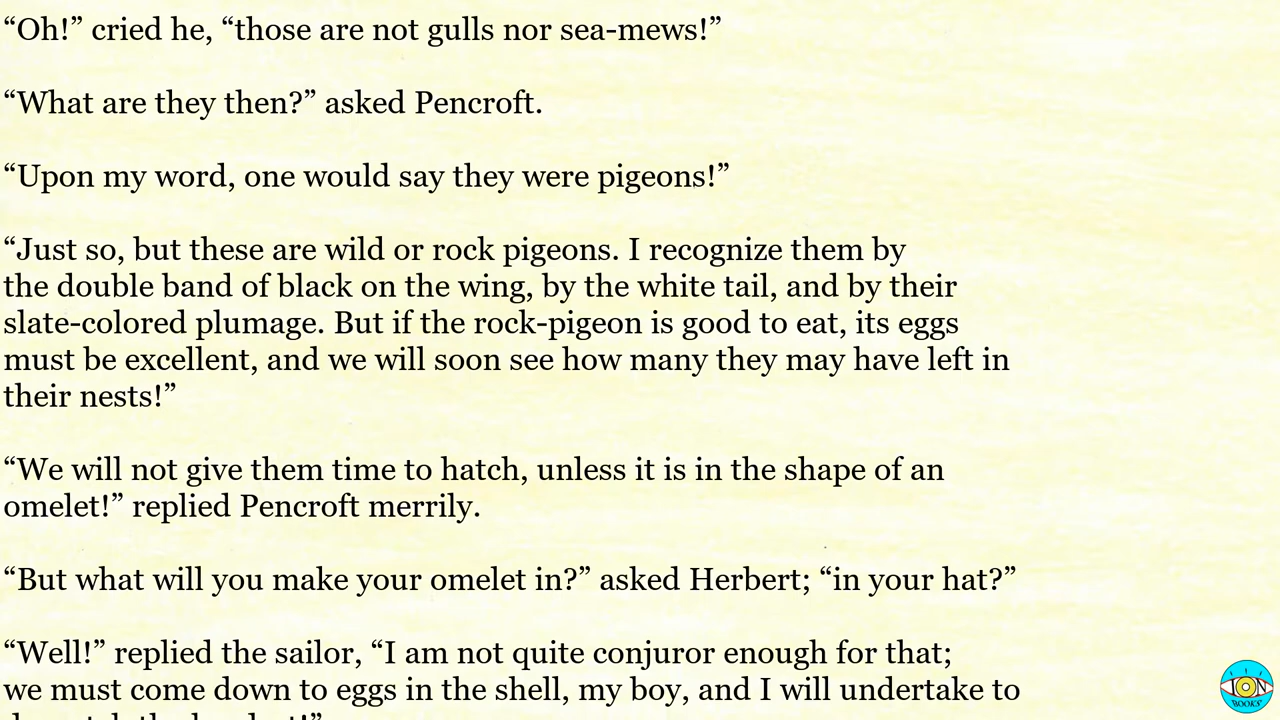 “Oh!” cried he, “those are not gulls nor sea-mews!”
“What are they then?” asked Pencroft.
“Upon my word, one would say they were pigeons!”
“Just so, but these are wild or rock pigeons. I recognize them by
the double band of black on the wing, by the white tail, and by their
slate-colored plumage. But if the rock-pigeon is good to eat, its eggs
must be excellent, and we will soon see how many they may have left in
their nests!”
“We will not give them time to hatch, unless it is in the shape of an
omelet!” replied Pencroft merrily.
“But what will you make your omelet in?” asked Herbert; “in your hat?”
“Well!” replied the sailor, “I am not quite conjuror enough for that;
we must come down to eggs in the shell, my boy, and I will undertake to
ION
BOOKS